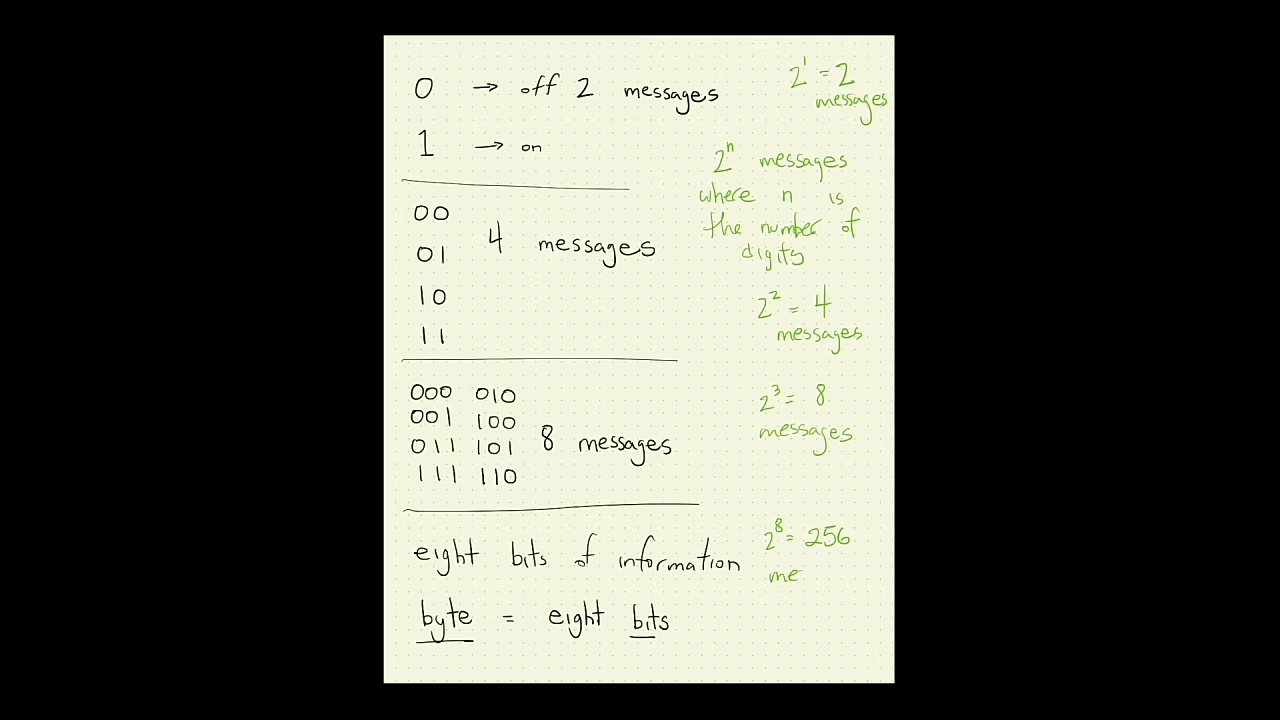 0 → off 2 messages
1 → on
00
01 4 messages
10
11
000 010
001 100
011 101 8 messages
111 110
eight bits of information
byte = eight bits
2¹ = 2
messages
2ⁿ messages
where n is
the number of
digits
2² = 4
messages
2³ = 8
messages
2⁸ = 256
me